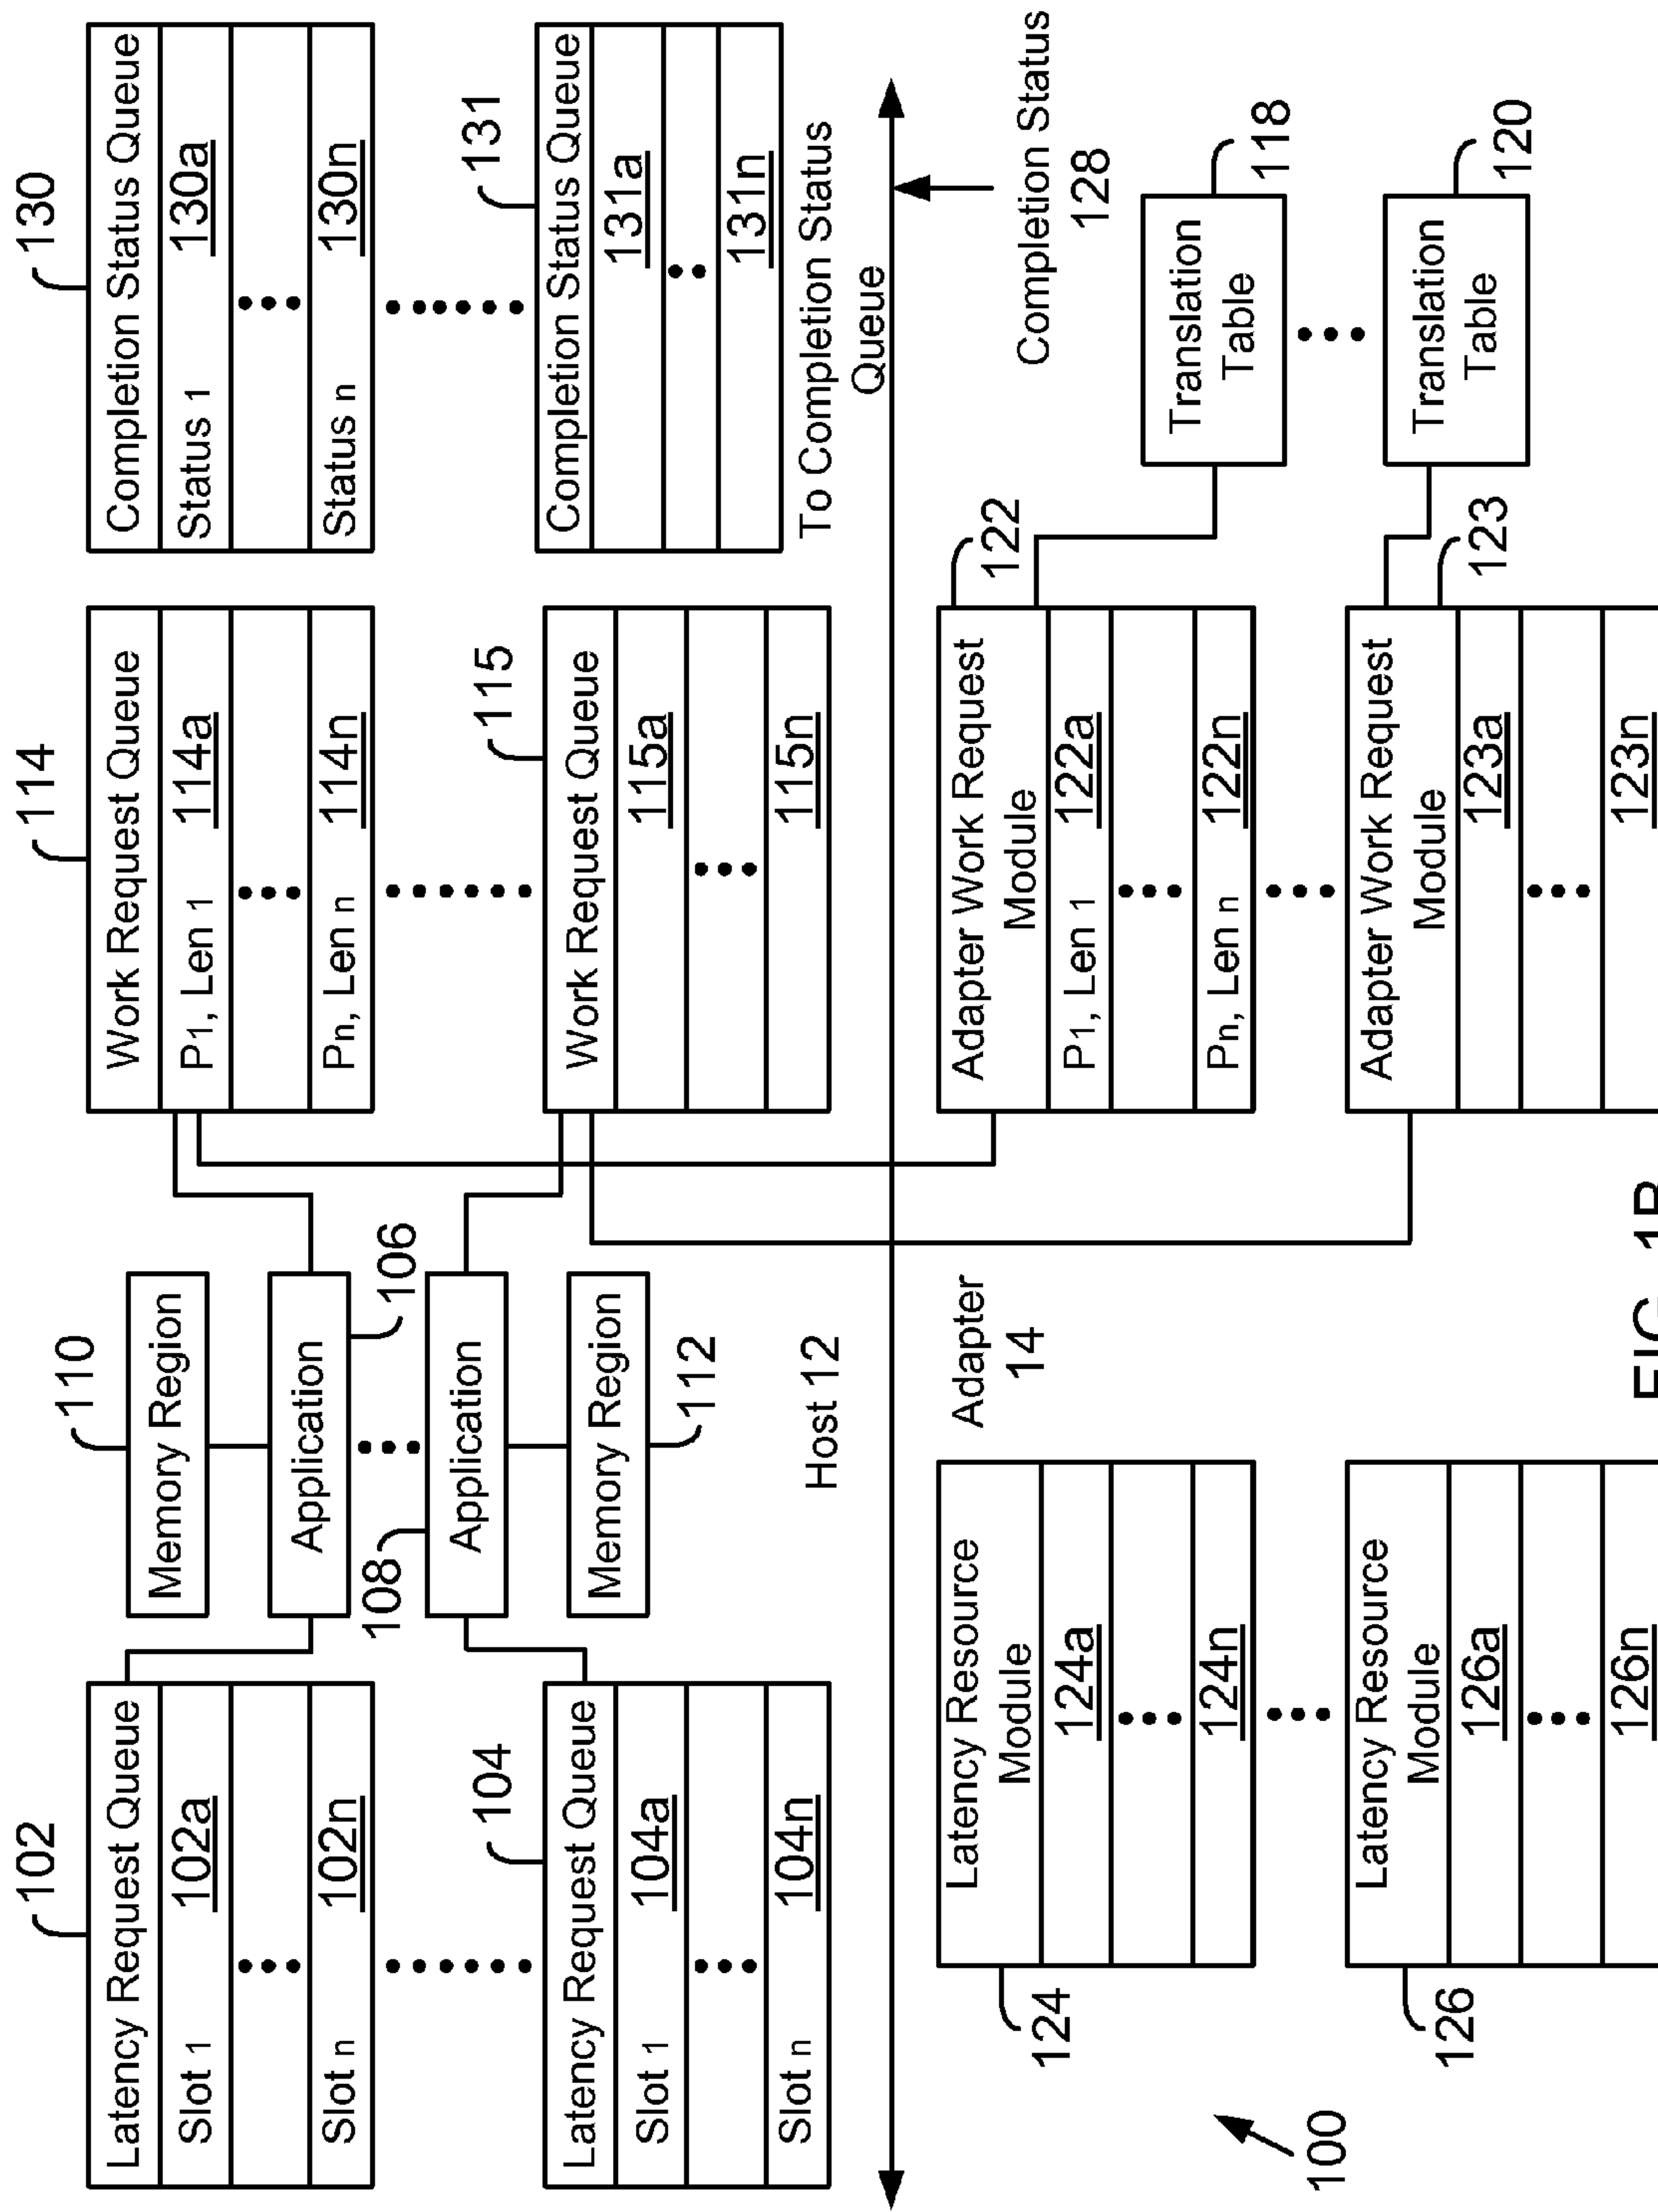 130
Completion Status Queue
Status 1 130a
Status n 130n
131
Completion Status Queue
131a
131n
To Completion Status
Queue
Completion Status
128
114
Work Request Queue
P1, Len 1 114a
Pn, Len n 114n
115
Work Request Queue
115a
115n
110
Memory Region
Application
106
108
Application
Memory Region
112
102
Latency Request Queue
Slot 1 102a
Slot n 102n
104
Latency Request Queue
Slot 1 104a
Slot n 104n
Host 12
Adapter
14
Translation
Table
118
Translation
Table
120
122
Adapter Work Request
Module
P1, Len 1 122a
Pn, Len n 122n
123
Adapter Work Request
Module
123a
123n
Latency Resource
Module
124a
124n
124
Latency Resource
Module
126a
126n
126
100
FIG. 1B